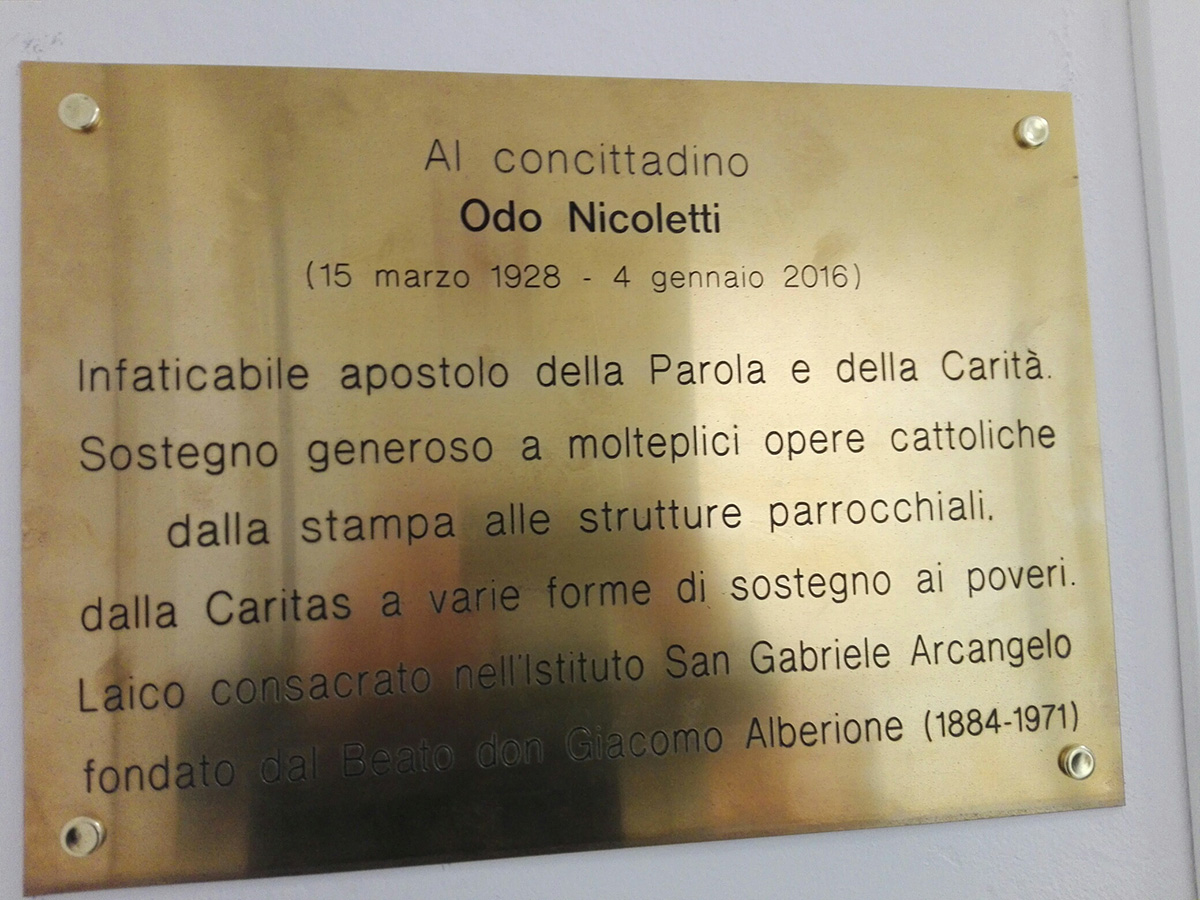 Al concittadino
Odo Nicoletti
(15 marzo 1928 - 4 gennaio 2016)
Infaticabile apostolo della Parola e della Carità.
Sostegno generoso a molteplici opere cattoliche
dalla stampa alle strutture parrocchiali,
dalla Caritas a varie forme di sostegno ai poveri.
Laico consacrato nell'Istituto San Gabriele Arcangelo
fondato dal Beato don Giacomo Alberione (1884-1971)